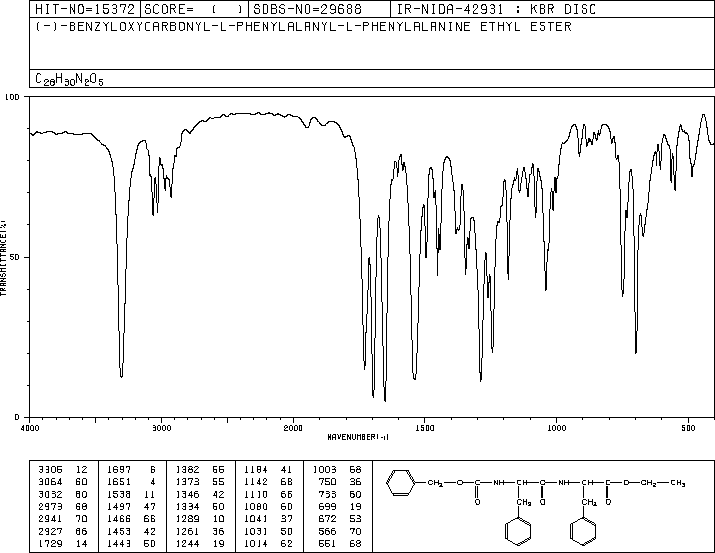 HIT-NO=15372 SCORE= ( ) SDBS-NO=29688 IR-NIDA-42931 : KBR DISC
(-)-BENZYLOXYCARBONYL-L-PHENYLALANYL-L-PHENYLALANINE ETHYL ESTER
C28H30N2O5
100
50
0
TRANSMITTANCE(%)
4000 3000 2000 1500 1000 500
WAVENUMBER(-1)
3305 12 1697 6 1382 55 1184 41 1003 68
3064 60 1651 4 1373 55 1142 68 750 36
3032 60 1538 11 1346 42 1110 66 733 60
2973 68 1497 47 1334 50 1080 60 699 19
2941 70 1466 66 1289 10 1041 37 672 53
2927 66 1453 42 1261 36 1031 50 566 70
1729 14 1443 50 1244 19 1014 62 551 68
CH2 O C NH CH C NH CH C O CH2 CH3
O CH2 O CH2 O